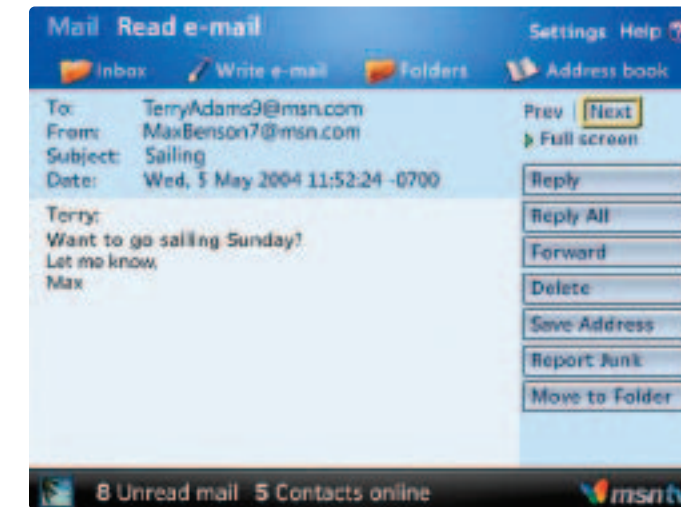 Mail Read e-mail Settings Help ?
Inbox Write e-mail Folders Address book
To: TerryAdams9@msn.com
From: MaxBenson7@msn.com
Subject: Sailing
Date: Wed, 5 May 2004 11:52:24 -0700
Prev | Next
Full screen
Terry:
Want to go sailing Sunday?
Let me know,
Max
Reply
Reply All
Forward
Delete
Save Address
Report Junk
Move to Folder
8 Unread mail 5 Contacts online msntv